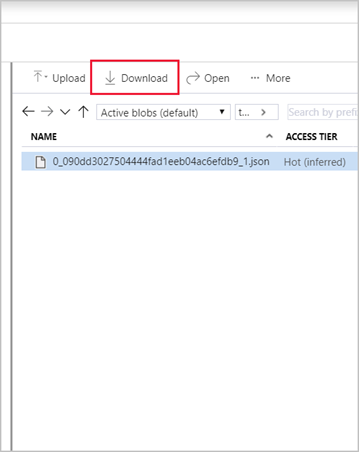 Upload Download Open ... More
Active blobs (default) t... Search by prefi
NAME ACCESS TIER
0_090dd3027504444fad1eeb04ac6efdb9_1.json Hot (inferred)